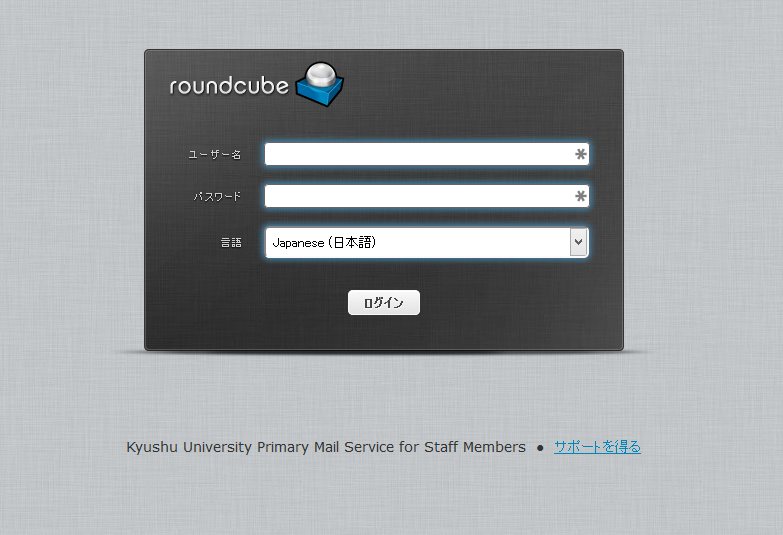 roundcube
ユーザー名
パスワード
言語 Japanese (日本語)
ログイン
Kyushu University Primary Mail Service for Staff Members ● サポートを得る